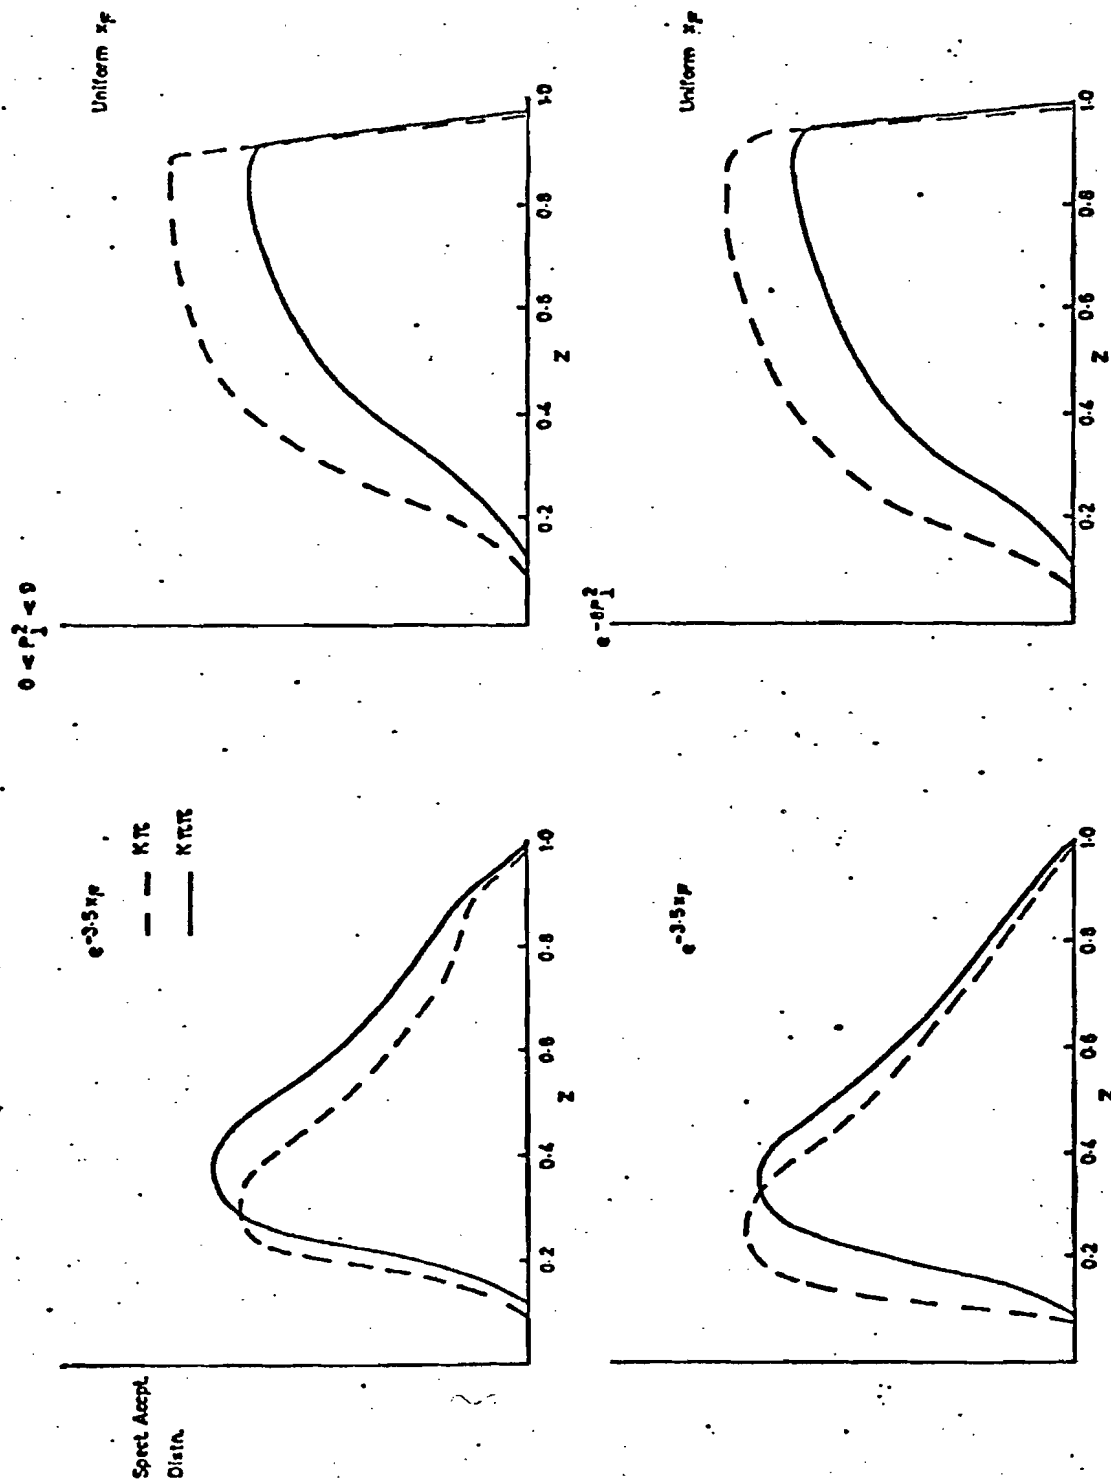 0 < P⊥² < 9
Spect. Accpt.
Distn.
e^-3·5x_F
Kπ
Kππ
Uniform x_F
0·2 0·4 0·6 0·8 1·0
Z
0·2 0·4 0·6 0·8 1·0
Z
e^-8P⊥²
e^-3·5x_F
Uniform x_F
0·2 0·4 0·6 0·8 1·0
Z
0·2 0·4 0·6 0·8 1·0
Z